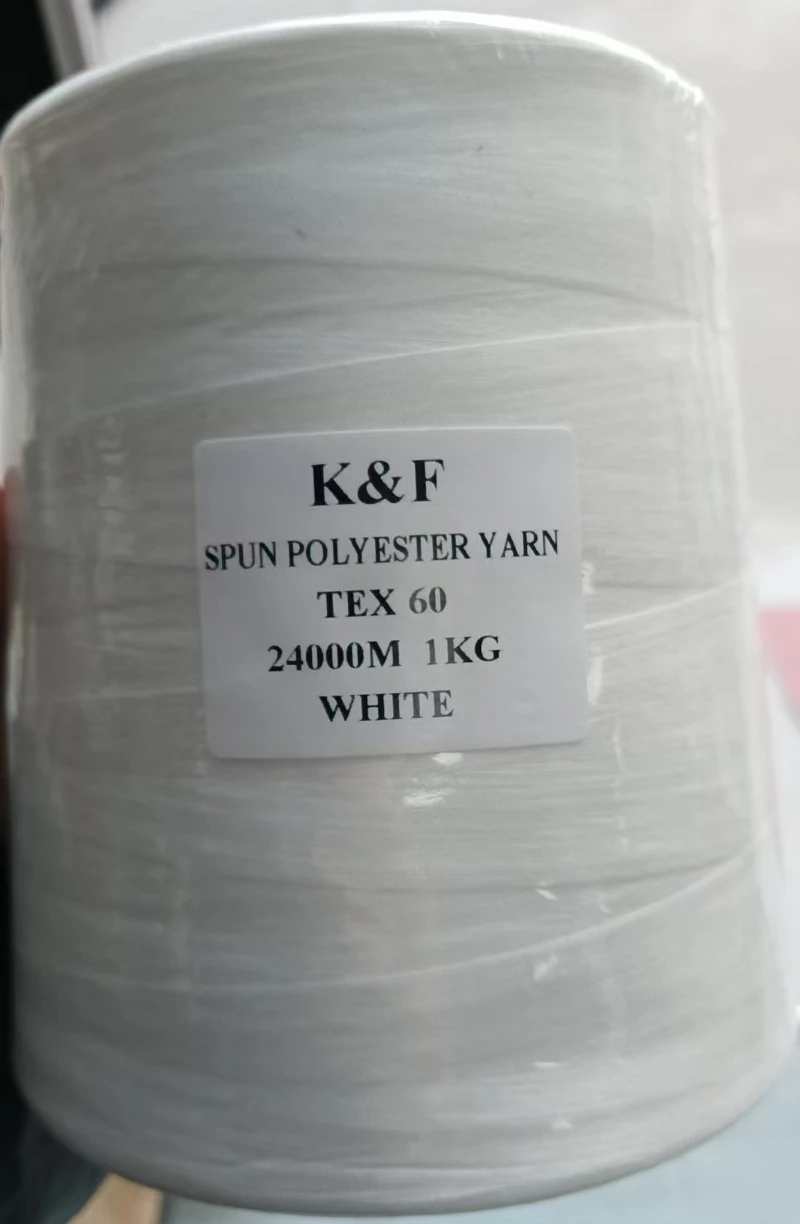 K&F
SPUN POLYESTER YARN
TEX 60
24000M 1KG
WHITE